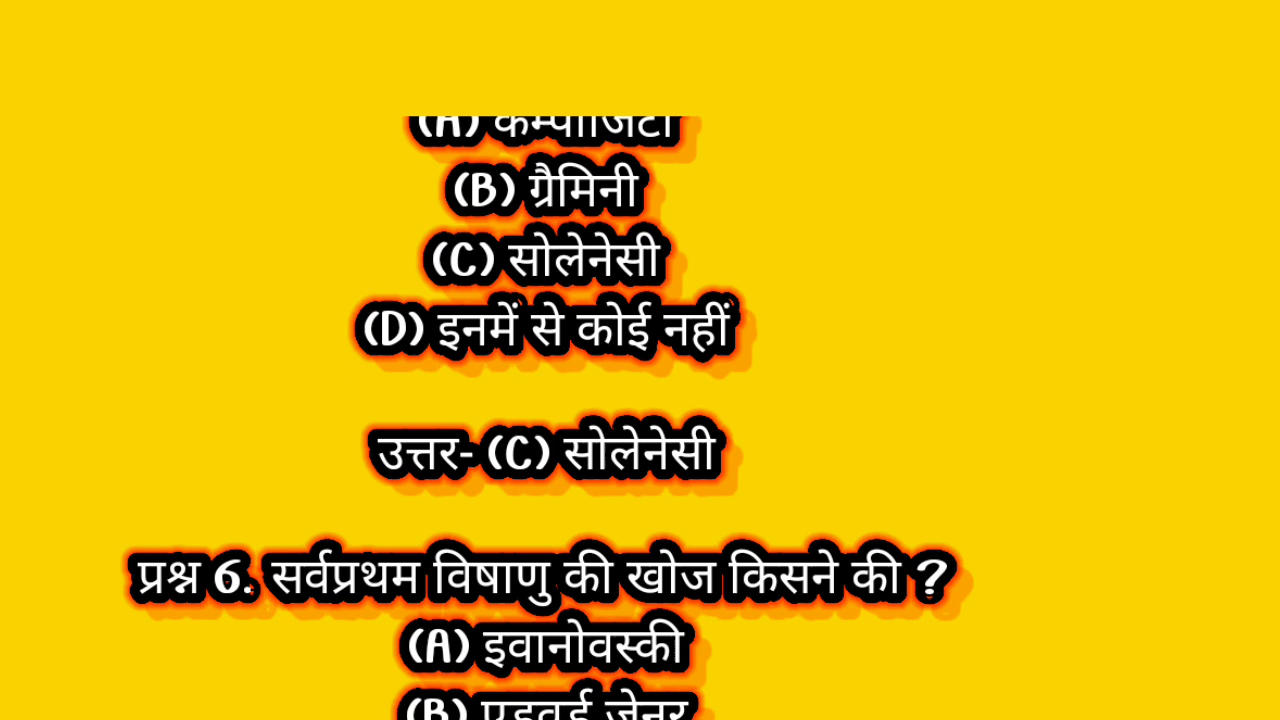 (A) कम्पोजिटी
(B) ग्रैमिनी
(C) सोलेनेसी
(D) इनमें से कोई नहीं
उत्तर- (C) सोलेनेसी
प्रश्न 6. सर्वप्रथम विषाणु की खोज किसने की ?
(A) इवानोवस्की
(B) एडवर्ड जेनर